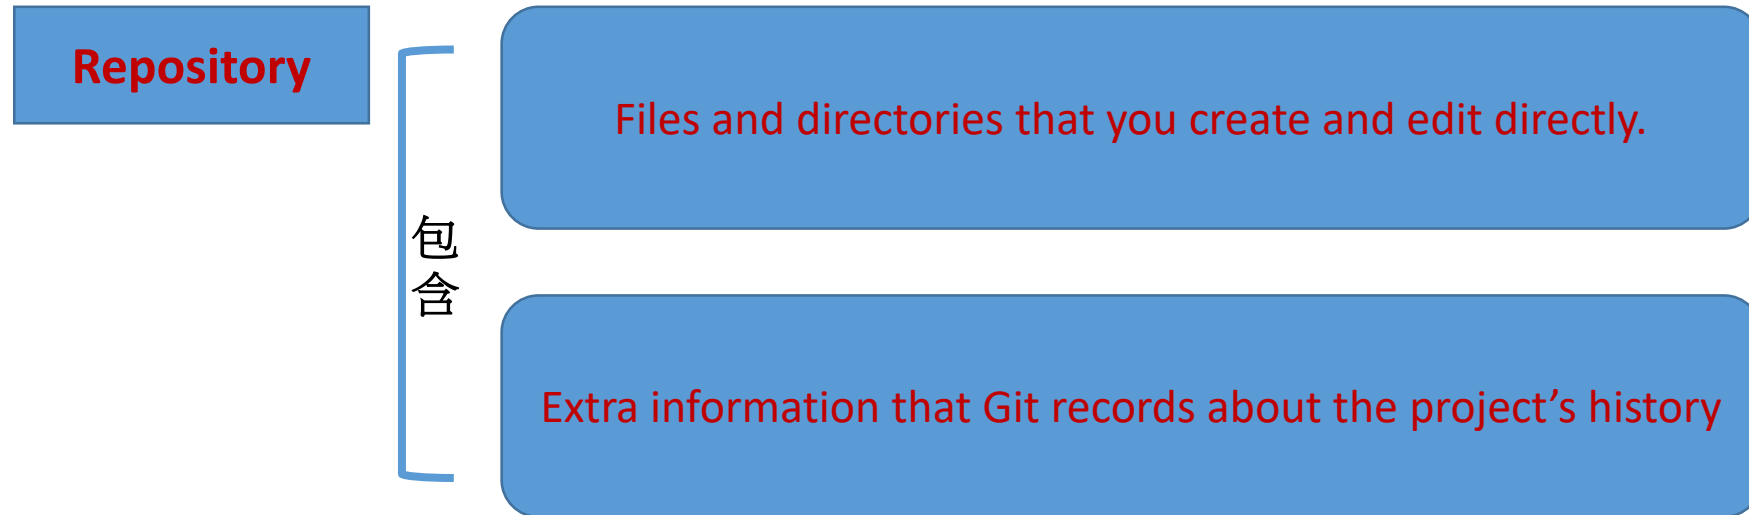 Repository
包
含
Files and directories that you create and edit directly.
Extra information that Git records about the project’s history